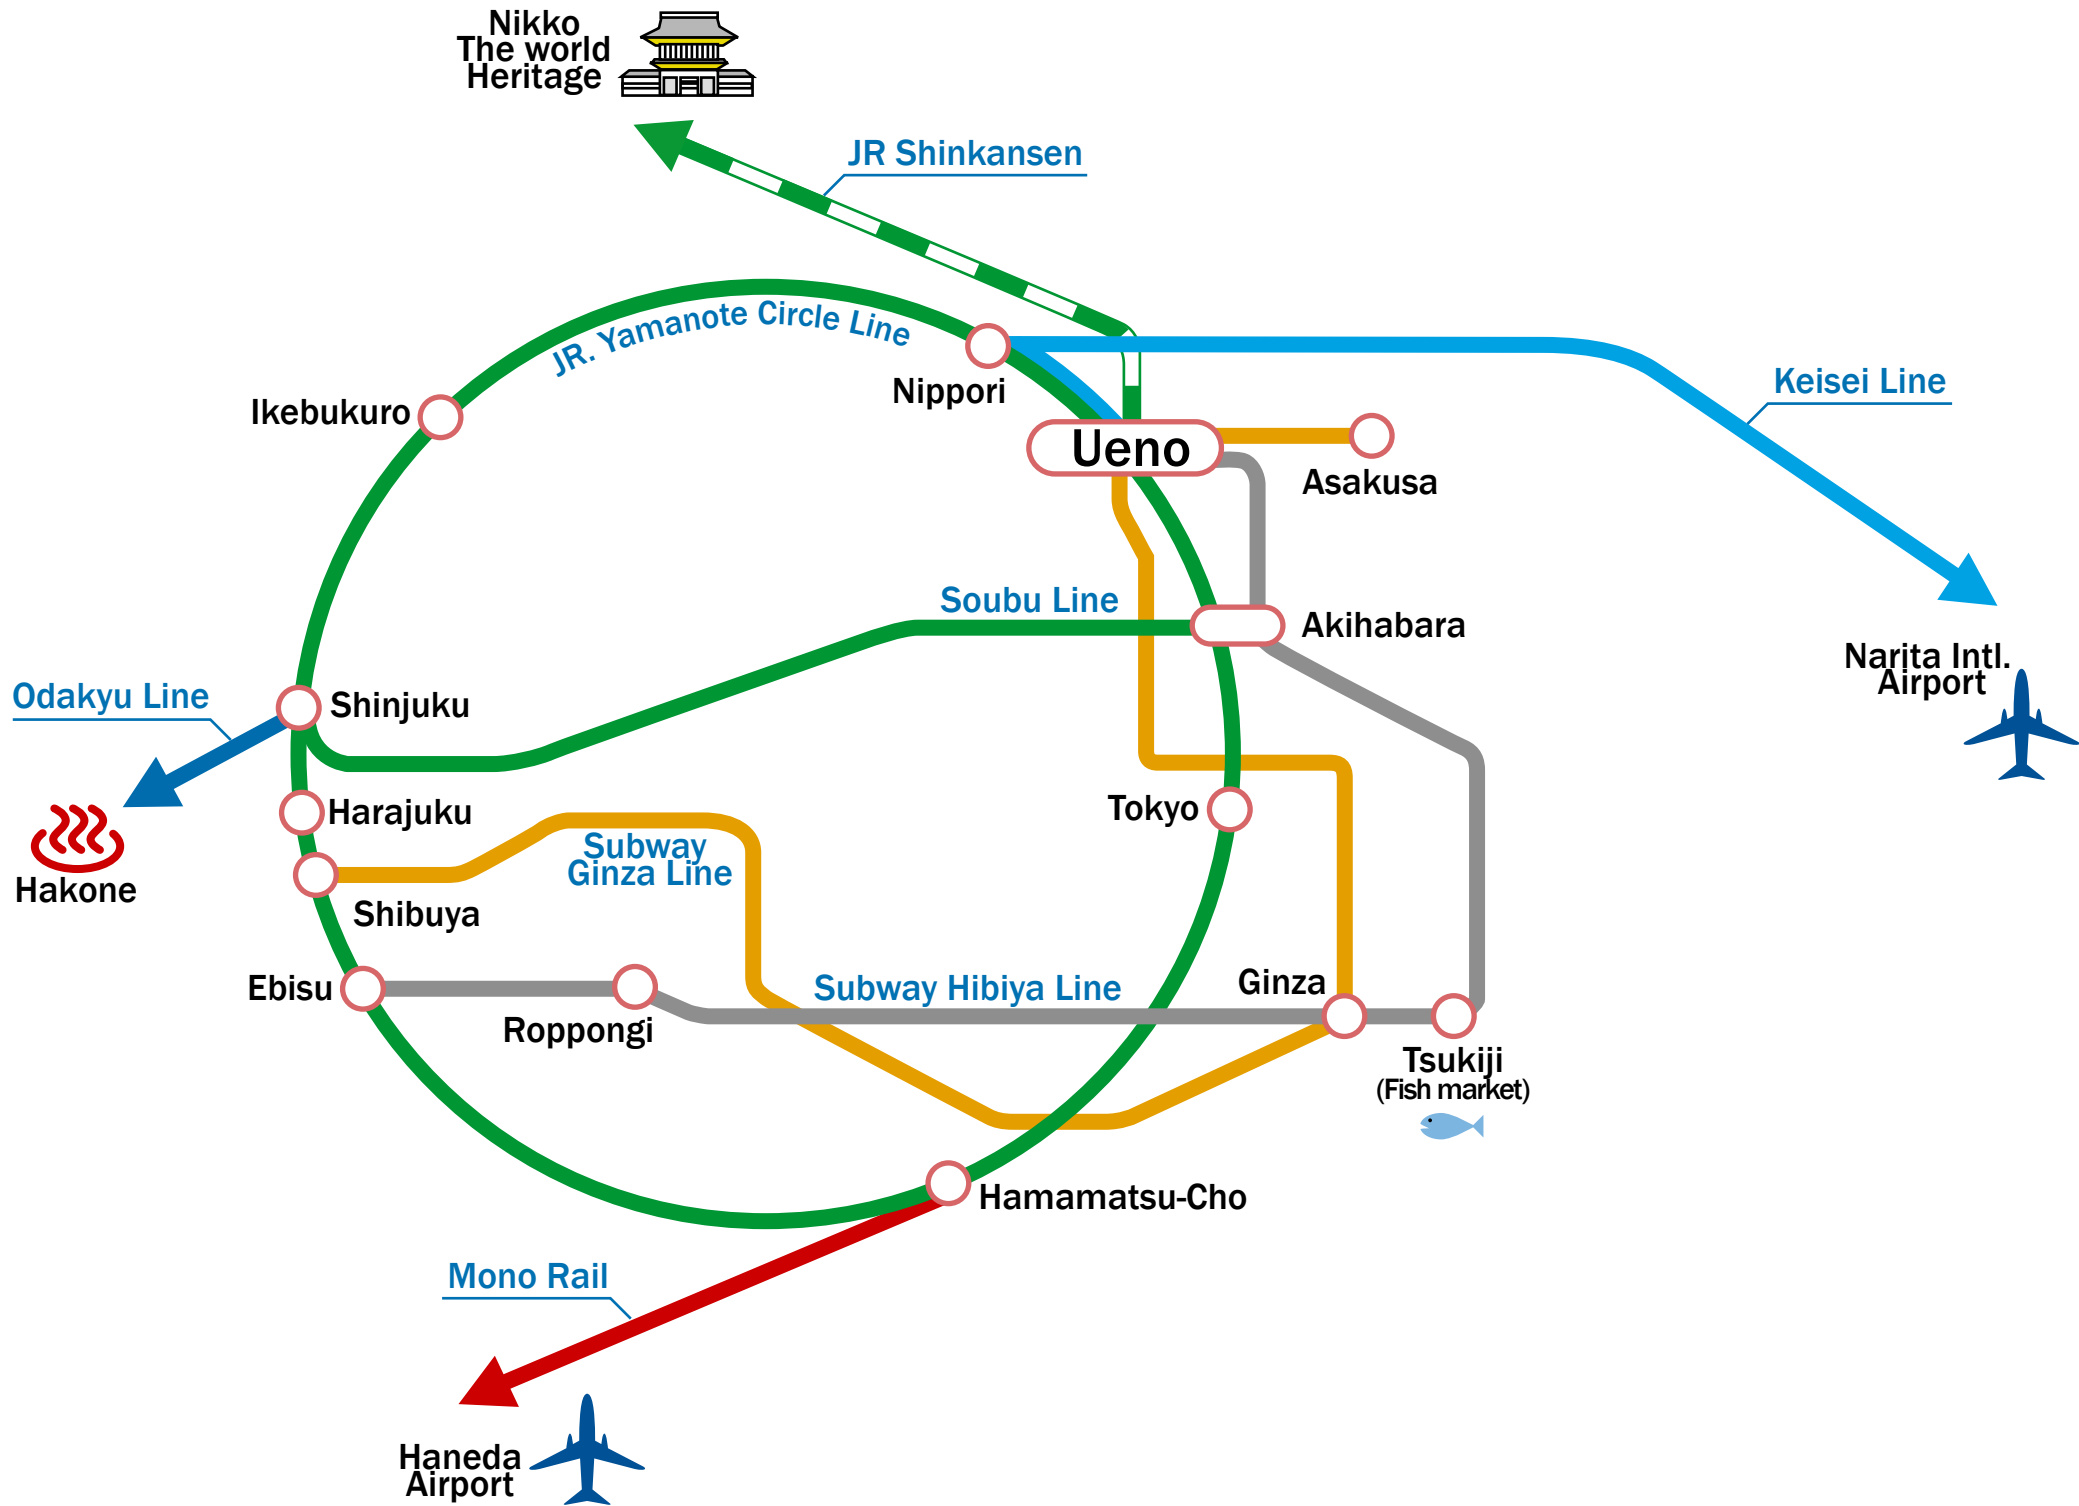 Nikko
The world
Heritage
JR Shinkansen
JR. Yamanote Circle Line
Nippori
Keisei Line
Ikebukuro
Ueno
Asakusa
Soubu Line
Akihabara
Narita Intl.
Airport
Odakyu Line
Shinjuku
Harajuku
Tokyo
Subway
Ginza Line
Hakone
Shibuya
Ebisu
Subway Hibiya Line
Ginza
Roppongi
Tsukiji
(Fish market)
Hamamatsu-Cho
Mono Rail
Haneda
Airport